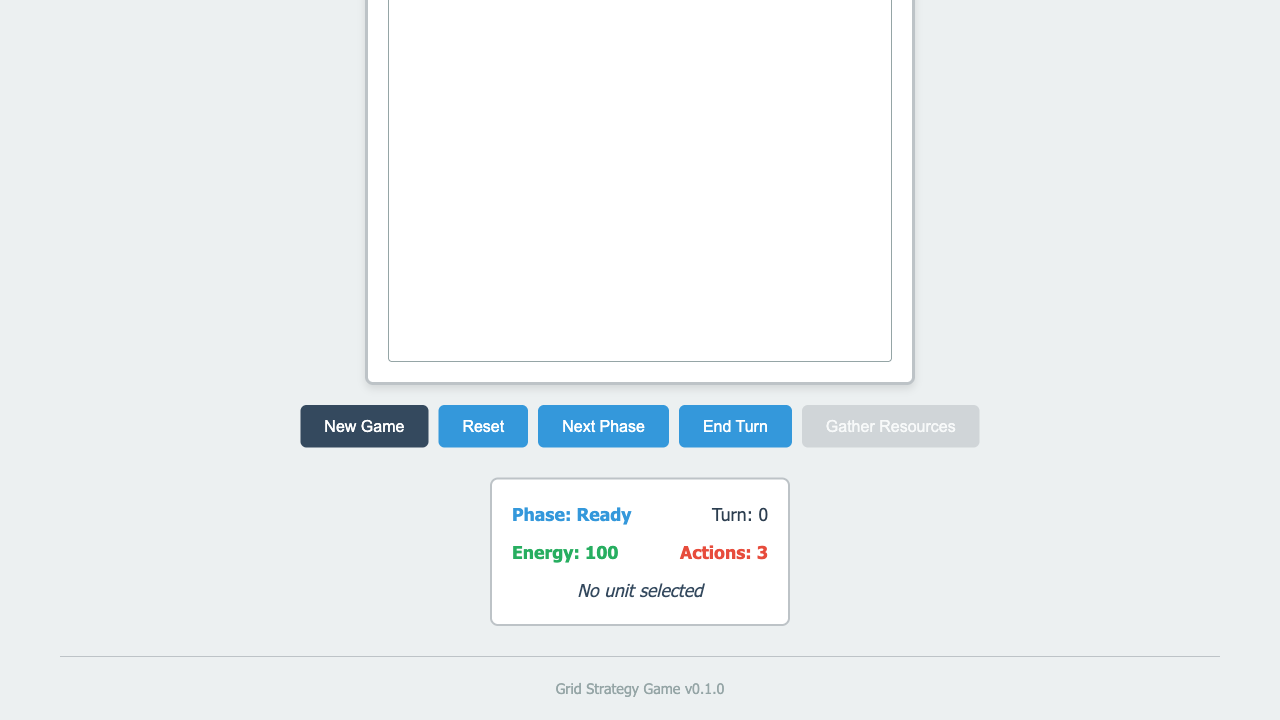 New Game Reset Next Phase End Turn Gather Resources
Phase: Ready Turn: 0
Energy: 100 Actions: 3
No unit selected
Grid Strategy Game v0.1.0